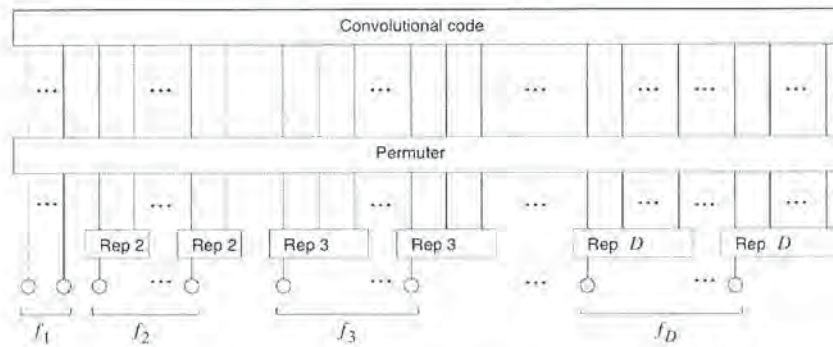 Convolutional code
... ... ... ... ... ... ...
Permuter
... ... ... ... ... ... ...
Rep 2 Rep 2 Rep 3 Rep 3 Rep D Rep D
... ... ... ...
f1 f2 f3 fD